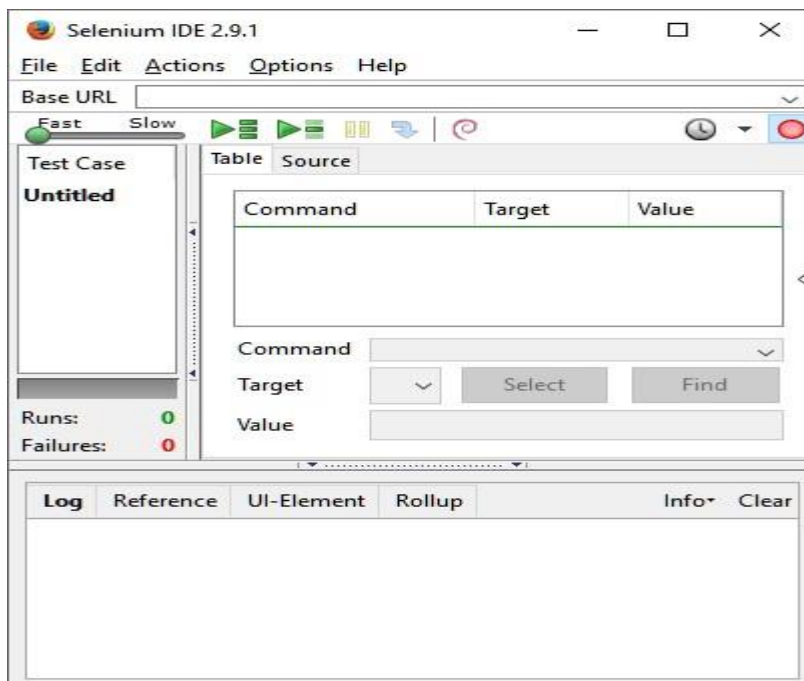 Selenium IDE 2.9.1
File Edit Actions Options Help
Base URL
Fast Slow
Test Case
Untitled
Table Source
Command Target Value
Command
Target Select Find
Value
Runs: 0
Failures: 0
Log Reference UI-Element Rollup Info Clear